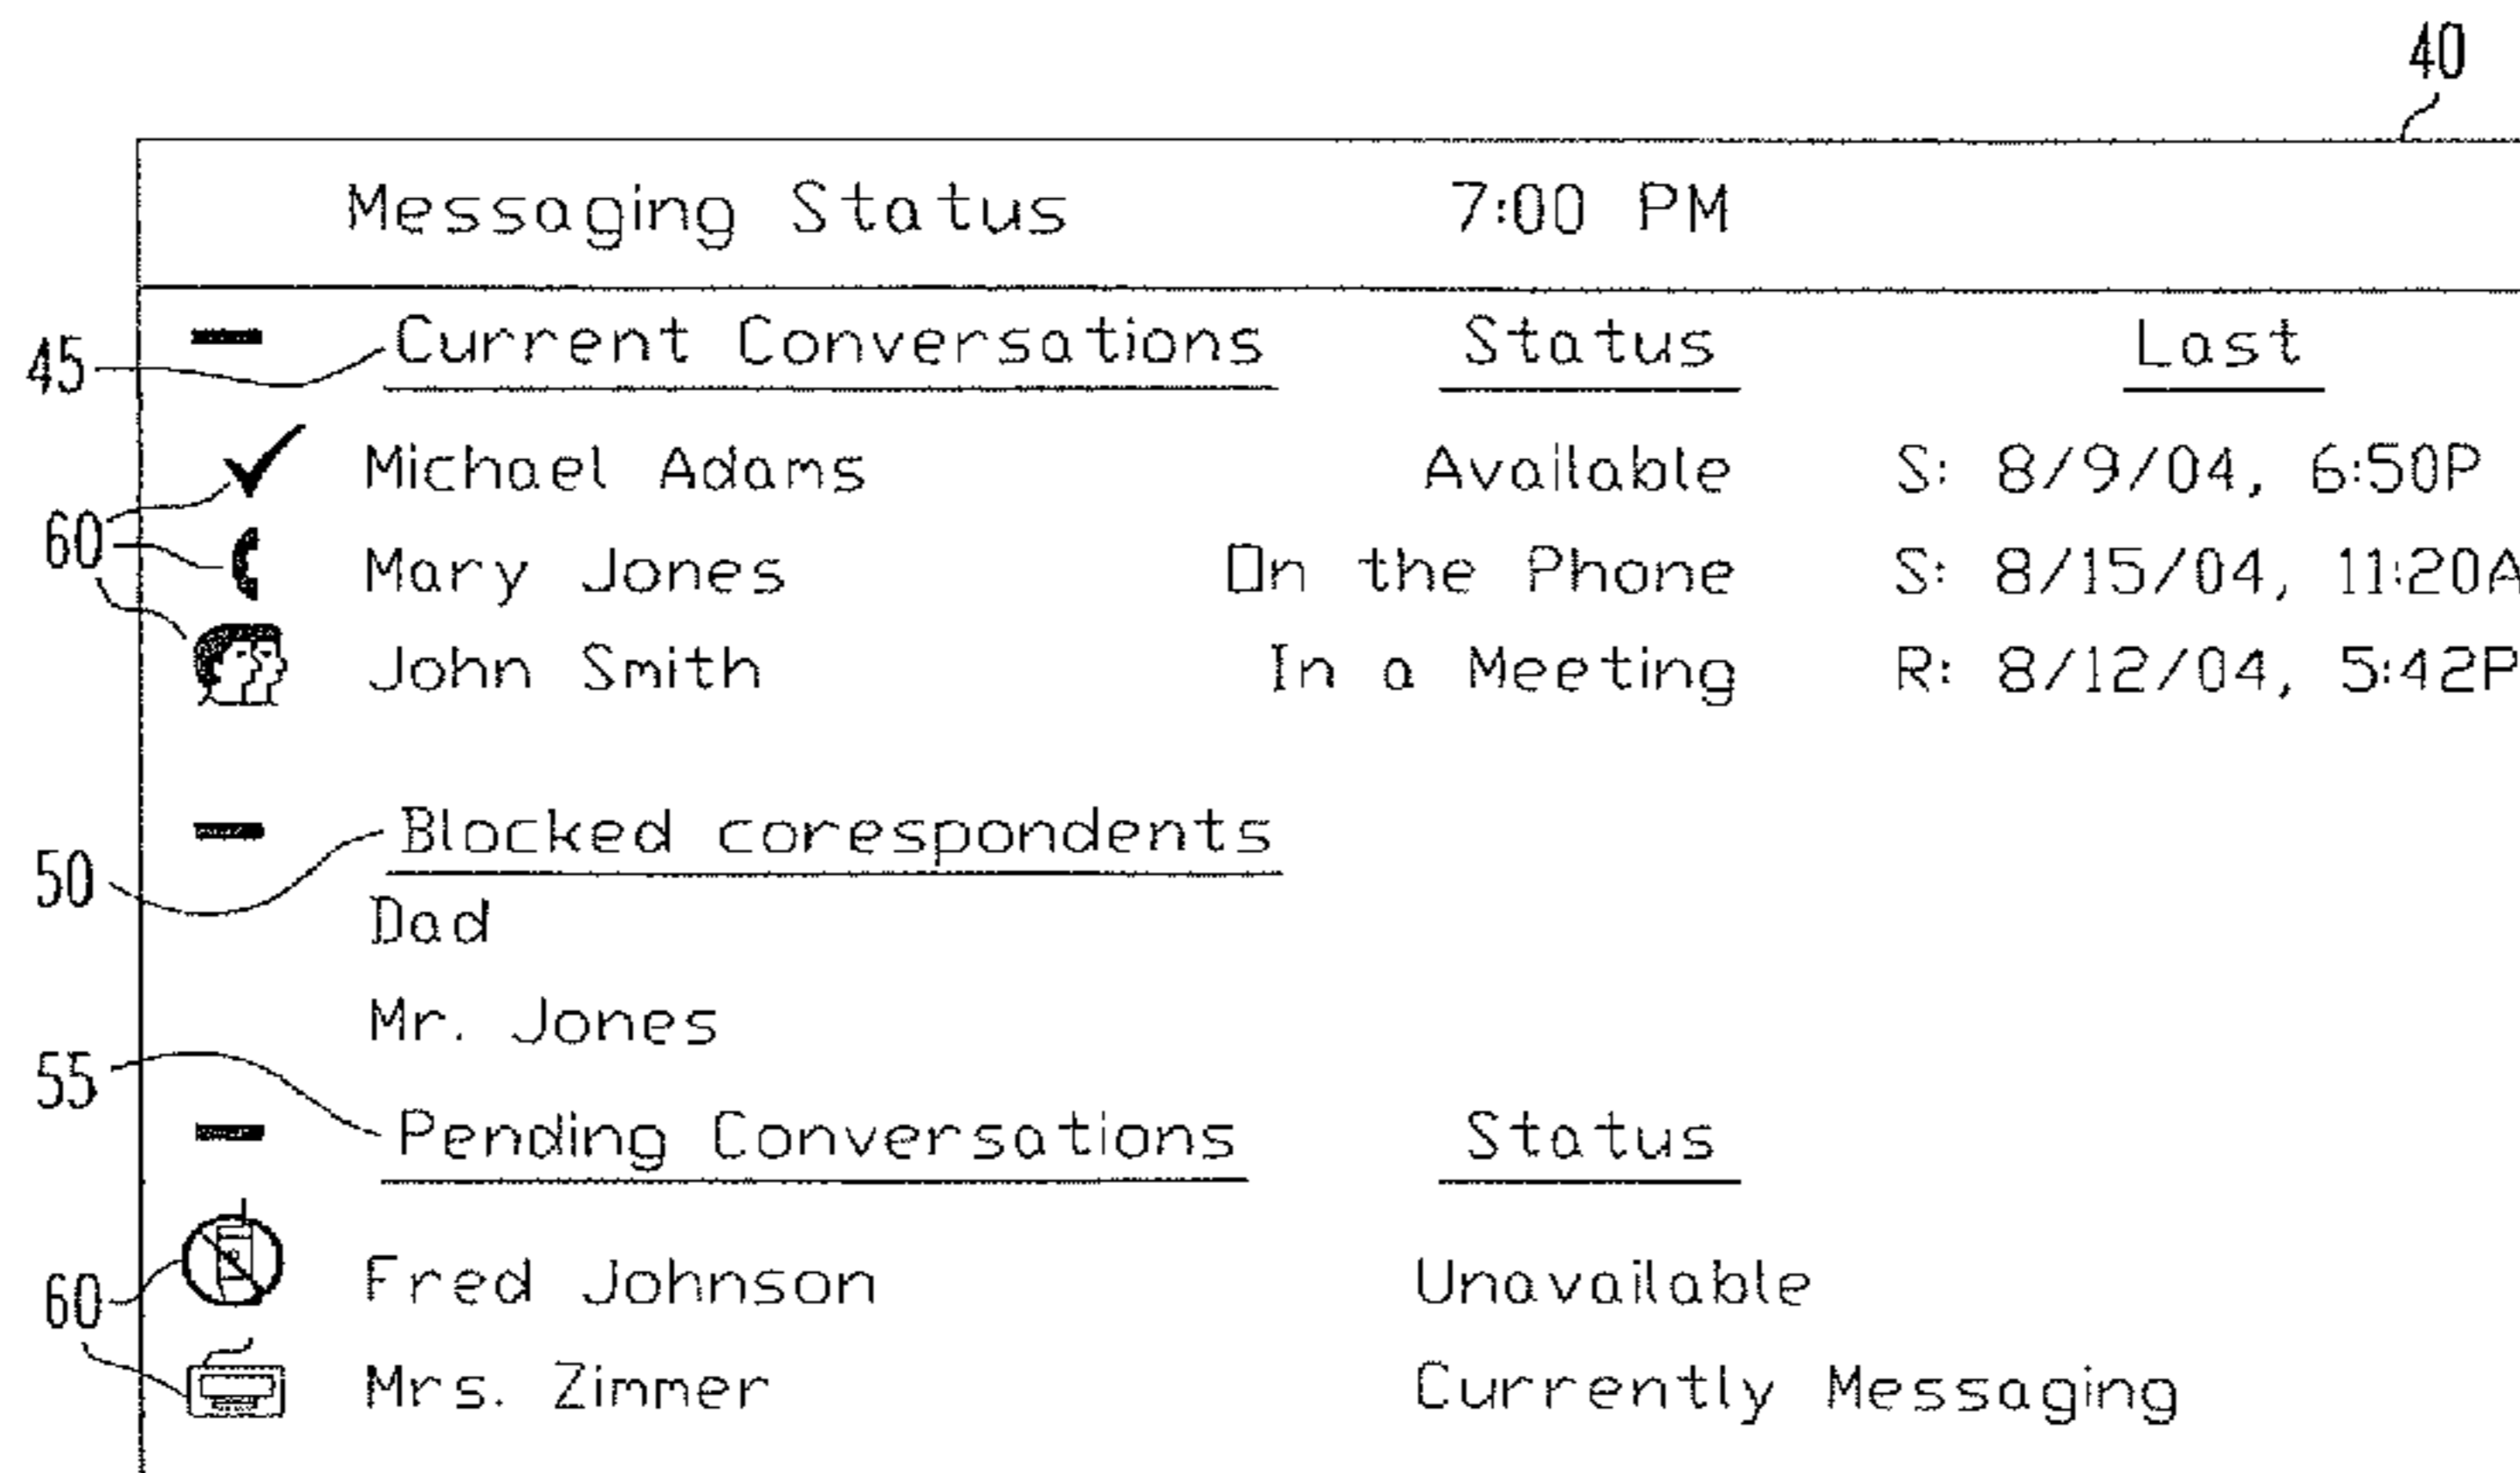 40
Messaging Status 7:00 PM
45 Current Conversations Status Last
Michael Adams Available S: 8/9/04, 6:50P
60 Mary Jones On the Phone S: 8/15/04, 11:20A
John Smith In a Meeting R: 8/12/04, 5:42P
50 Blocked corespondents
Dad
Mr. Jones
55 Pending Conversations Status
60 Fred Johnson Unavailable
Mrs. Zimmer Currently Messaging